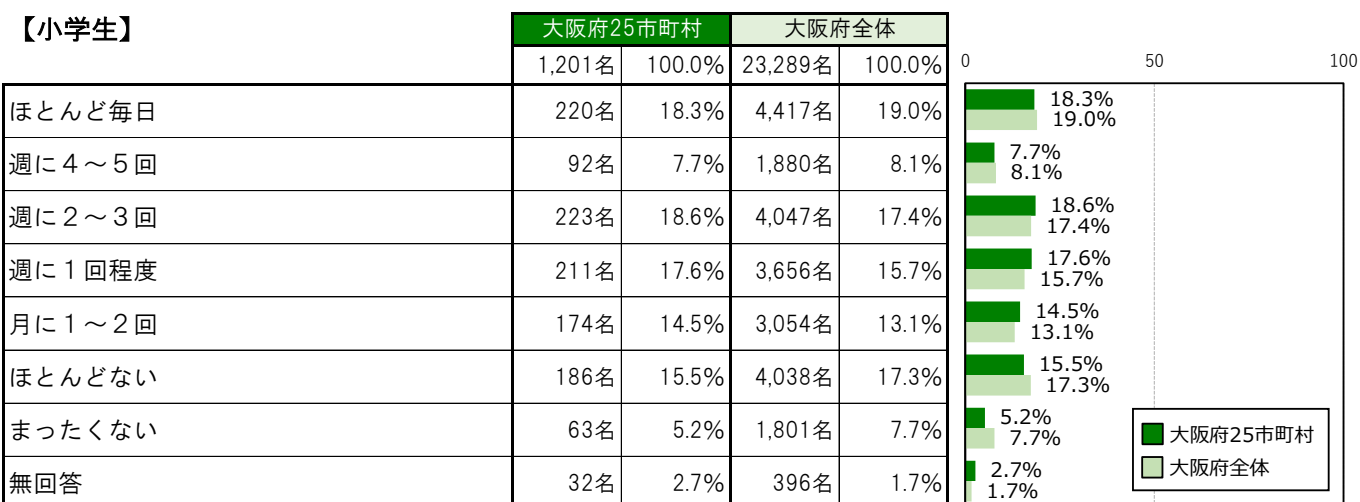 【小学生】 大阪府25市町村 大阪府全体
1,201名 100.0% 23,289名 100.0% 0 50 100
ほとんど毎日 220名 18.3% 4,417名 19.0% 18.3%
19.0%
週に４～５回 92名 7.7% 1,880名 8.1% 7.7%
8.1%
週に２～３回 223名 18.6% 4,047名 17.4% 18.6%
17.4%
週に１回程度 211名 17.6% 3,656名 15.7% 17.6%
15.7%
月に１～２回 174名 14.5% 3,054名 13.1% 14.5%
13.1%
ほとんどない 186名 15.5% 4,038名 17.3% 15.5%
17.3%
まったくない 63名 5.2% 1,801名 7.7% 5.2%
7.7%
無回答 32名 2.7% 396名 1.7% 2.7%
1.7%
大阪府25市町村
大阪府全体